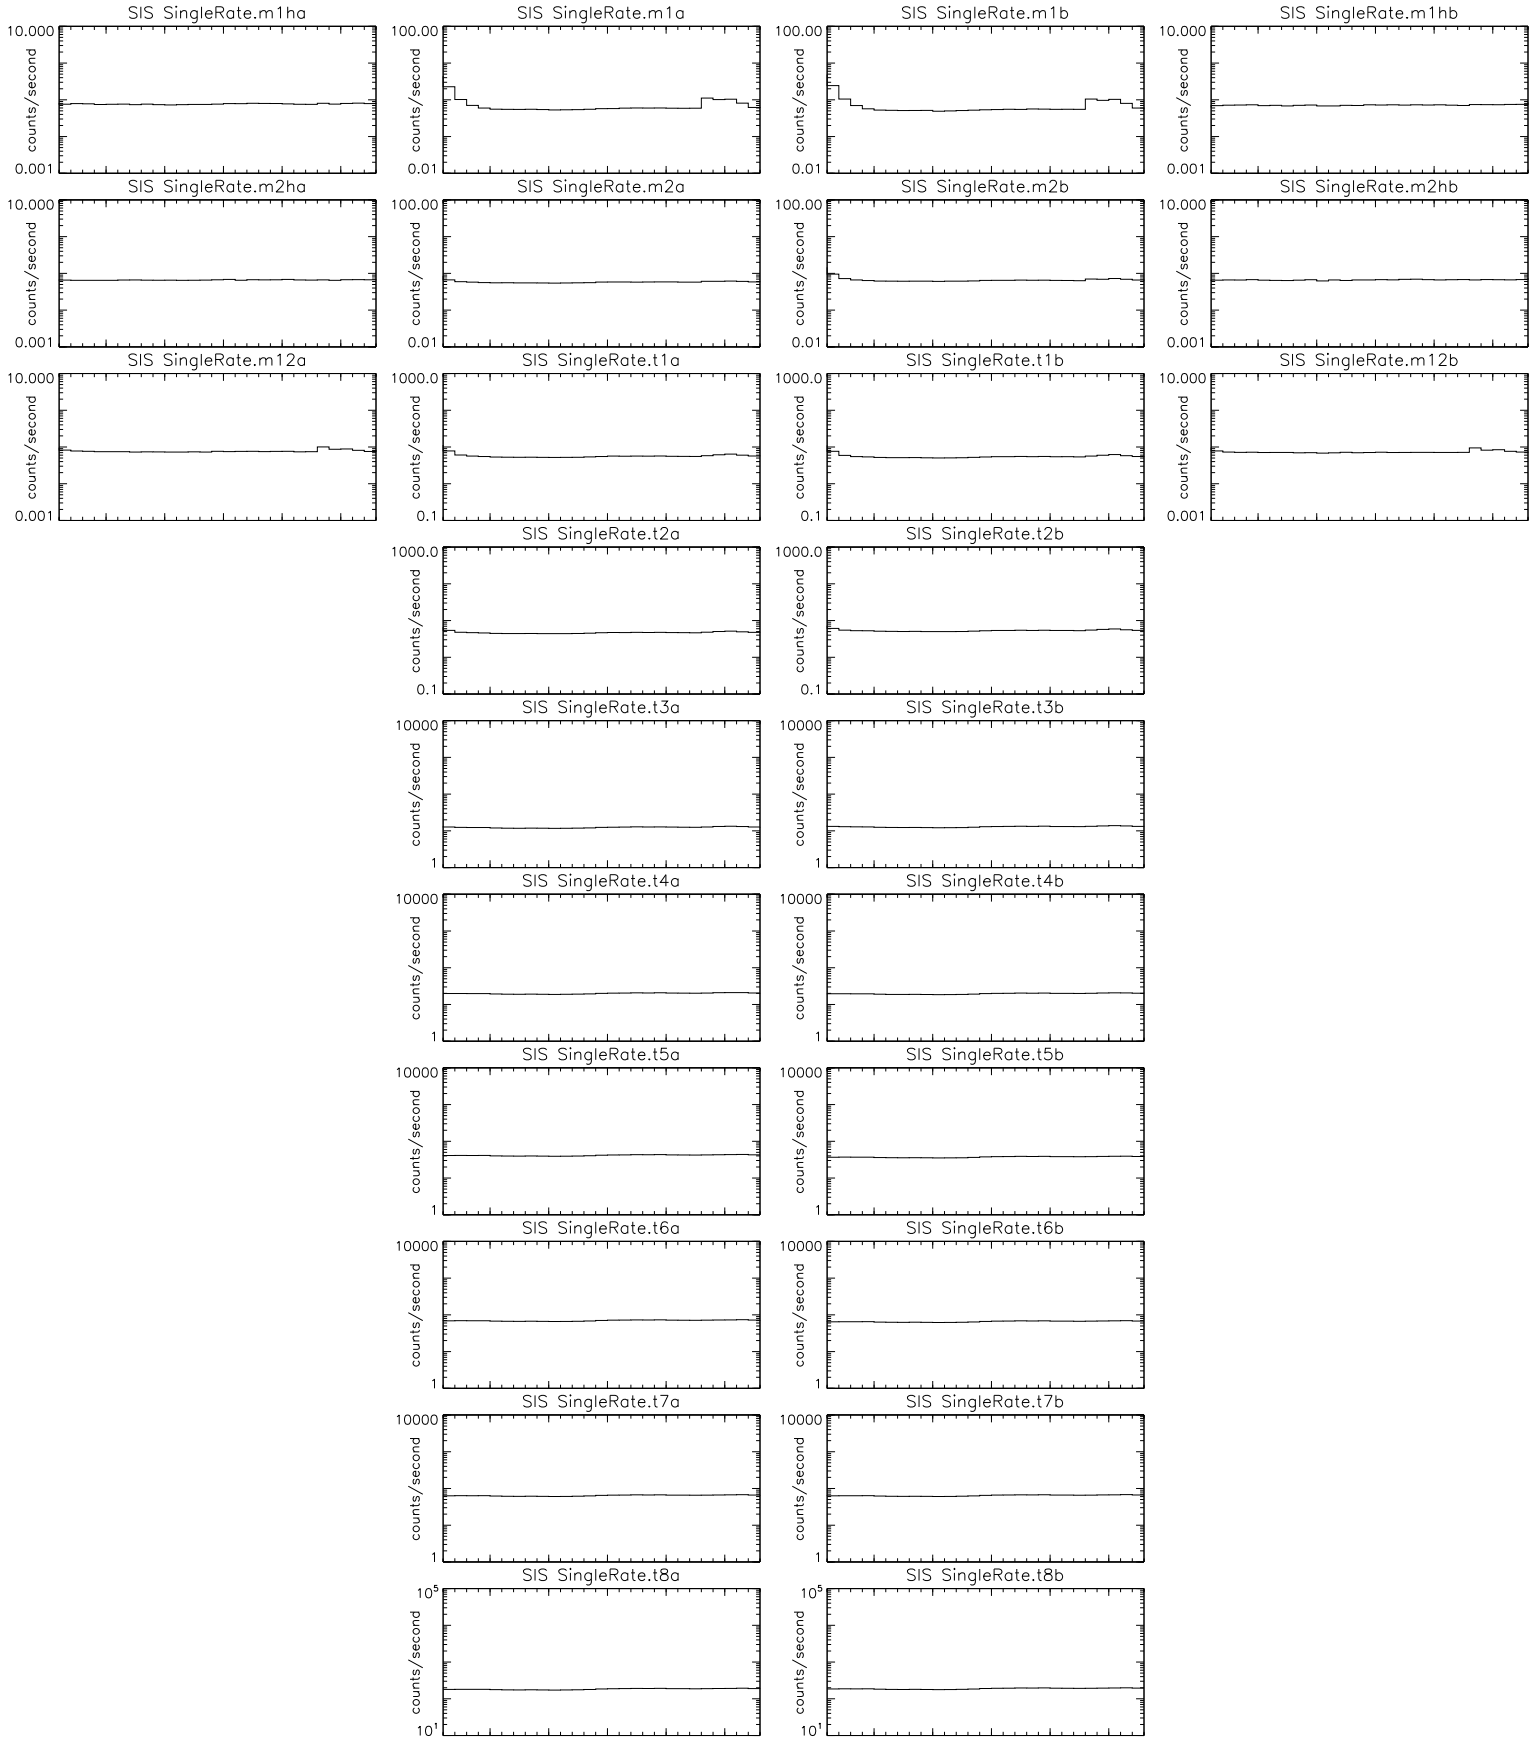 SIS SingleRate.m1ha
SIS SingleRate.m1a
SIS SingleRate.m1b
SIS SingleRate.m1hb
10.000
counts/second
0.001
100.00
counts/second
0.01
100.00
counts/second
0.01
10.000
counts/second
0.001
SIS SingleRate.m2ha
SIS SingleRate.m2a
SIS SingleRate.m2b
SIS SingleRate.m2hb
10.000
counts/second
0.001
100.00
counts/second
0.01
100.00
counts/second
0.01
10.000
counts/second
0.001
SIS SingleRate.m12a
SIS SingleRate.t1a
SIS SingleRate.t1b
SIS SingleRate.m12b
10.000
counts/second
0.001
1000.0
counts/second
0.1
1000.0
counts/second
0.1
10.000
counts/second
0.001
SIS SingleRate.t2a
SIS SingleRate.t2b
1000.0
counts/second
0.1
1000.0
counts/second
0.1
SIS SingleRate.t3a
SIS SingleRate.t3b
10000
counts/second
1
10000
counts/second
1
SIS SingleRate.t4a
SIS SingleRate.t4b
10000
counts/second
1
10000
counts/second
1
SIS SingleRate.t5a
SIS SingleRate.t5b
10000
counts/second
1
10000
counts/second
1
SIS SingleRate.t6a
SIS SingleRate.t6b
10000
counts/second
1
10000
counts/second
1
SIS SingleRate.t7a
SIS SingleRate.t7b
10000
counts/second
1
10000
counts/second
1
SIS SingleRate.t8a
SIS SingleRate.t8b
10⁵
counts/second
10¹
10⁵
counts/second
10¹